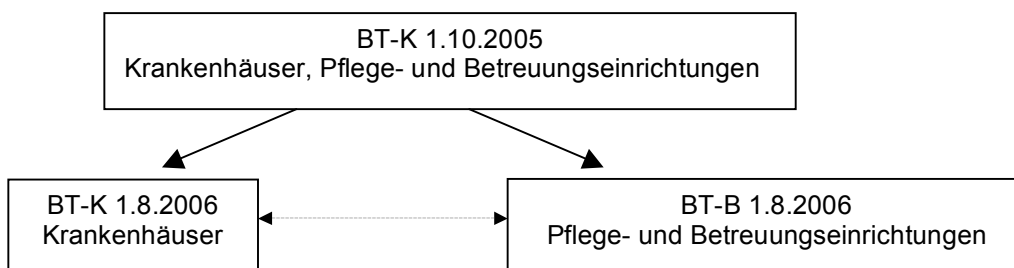 BT-K 1.10.2005
Krankenhäuser, Pflege- und Betreuungseinrichtungen
BT-K 1.8.2006
Krankenhäuser
BT-B 1.8.2006
Pflege- und Betreuungseinrichtungen